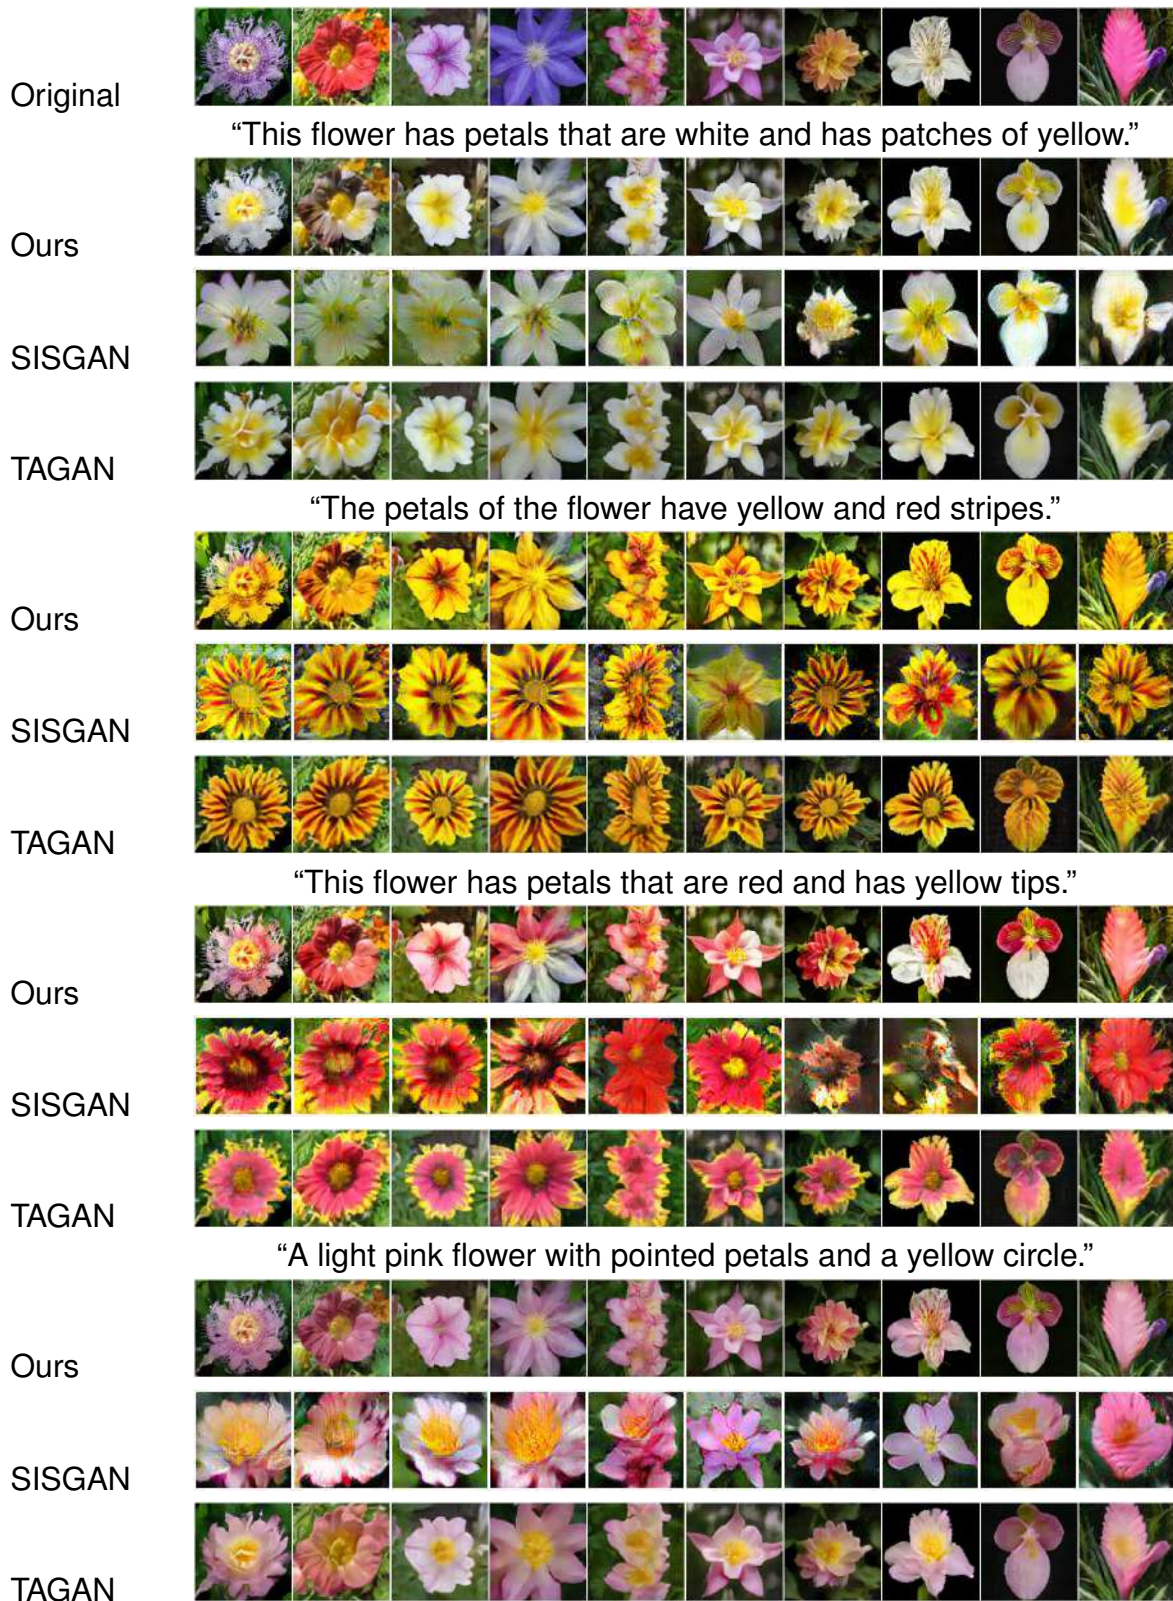 Original
“This flower has petals that are white and has patches of yellow.”
Ours
SISGAN
TAGAN
“The petals of the flower have yellow and red stripes.”
Ours
SISGAN
TAGAN
“This flower has petals that are red and has yellow tips.”
Ours
SISGAN
TAGAN
“A light pink flower with pointed petals and a yellow circle.”
Ours
SISGAN
TAGAN